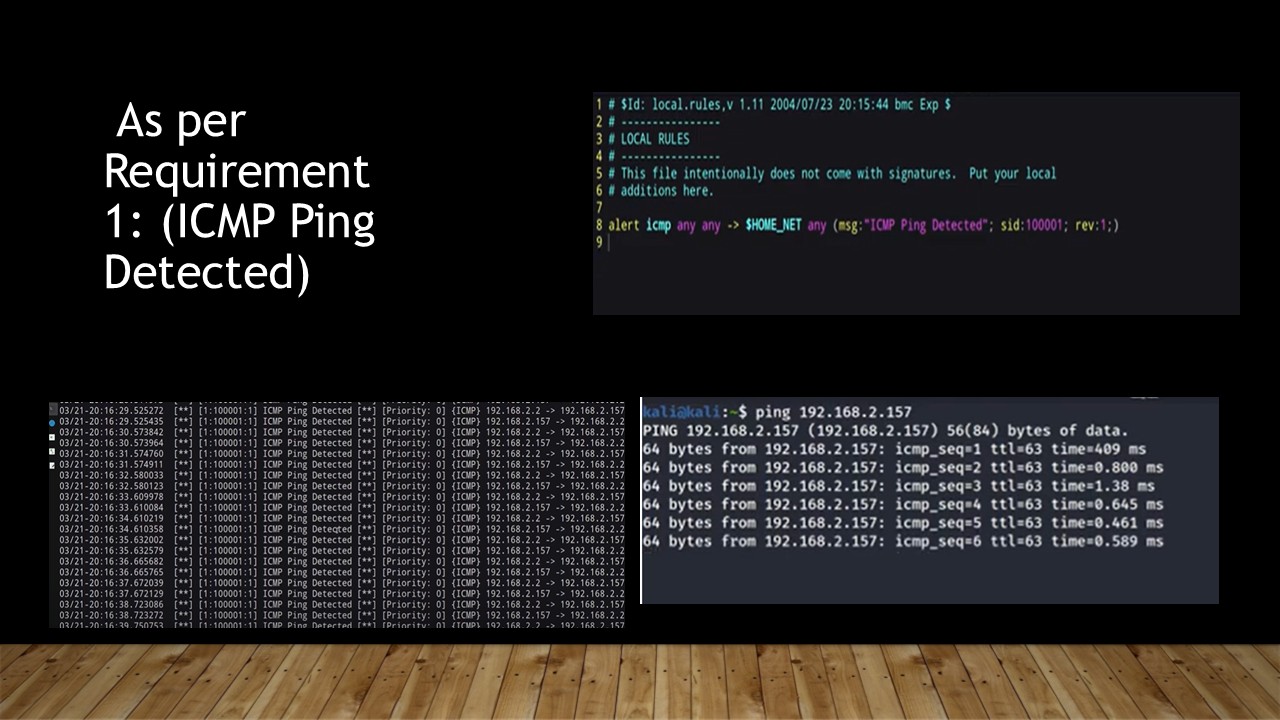 As per
Requirement
1: (ICMP Ping
Detected)
1 # $Id: local.rules,v 1.11 2004/07/23 20:15:44 bmc Exp $
2 # ----------------
3 # LOCAL RULES
4 # ----------------
5 # This file intentionally does not come with signatures.  Put your local
6 # additions here.
7
8 alert icmp any any -> $HOME_NET any (msg:"ICMP Ping Detected"; sid:100001; rev:1;)
9
03/21-20:16:29.525272  [**] [1:100001:1] ICMP Ping Detected [**] [Priority: 0] {ICMP} 192.168.2.2 -> 192.168.2.157
03/21-20:16:29.525435  [**] [1:100001:1] ICMP Ping Detected [**] [Priority: 0] {ICMP} 192.168.2.157 -> 192.168.2.2
03/21-20:16:30.573842  [**] [1:100001:1] ICMP Ping Detected [**] [Priority: 0] {ICMP} 192.168.2.2 -> 192.168.2.157
03/21-20:16:30.573964  [**] [1:100001:1] ICMP Ping Detected [**] [Priority: 0] {ICMP} 192.168.2.157 -> 192.168.2.2
03/21-20:16:31.574760  [**] [1:100001:1] ICMP Ping Detected [**] [Priority: 0] {ICMP} 192.168.2.2 -> 192.168.2.157
03/21-20:16:31.574911  [**] [1:100001:1] ICMP Ping Detected [**] [Priority: 0] {ICMP} 192.168.2.157 -> 192.168.2.2
03/21-20:16:32.580033  [**] [1:100001:1] ICMP Ping Detected [**] [Priority: 0] {ICMP} 192.168.2.2 -> 192.168.2.157
03/21-20:16:32.580123  [**] [1:100001:1] ICMP Ping Detected [**] [Priority: 0] {ICMP} 192.168.2.157 -> 192.168.2.2
03/21-20:16:33.609978  [**] [1:100001:1] ICMP Ping Detected [**] [Priority: 0] {ICMP} 192.168.2.2 -> 192.168.2.157
03/21-20:16:33.610084  [**] [1:100001:1] ICMP Ping Detected [**] [Priority: 0] {ICMP} 192.168.2.157 -> 192.168.2.2
03/21-20:16:34.610219  [**] [1:100001:1] ICMP Ping Detected [**] [Priority: 0] {ICMP} 192.168.2.2 -> 192.168.2.157
03/21-20:16:34.610358  [**] [1:100001:1] ICMP Ping Detected [**] [Priority: 0] {ICMP} 192.168.2.157 -> 192.168.2.2
03/21-20:16:35.632002  [**] [1:100001:1] ICMP Ping Detected [**] [Priority: 0] {ICMP} 192.168.2.2 -> 192.168.2.157
03/21-20:16:35.632579  [**] [1:100001:1] ICMP Ping Detected [**] [Priority: 0] {ICMP} 192.168.2.157 -> 192.168.2.2
03/21-20:16:36.665682  [**] [1:100001:1] ICMP Ping Detected [**] [Priority: 0] {ICMP} 192.168.2.2 -> 192.168.2.157
03/21-20:16:36.665765  [**] [1:100001:1] ICMP Ping Detected [**] [Priority: 0] {ICMP} 192.168.2.157 -> 192.168.2.2
03/21-20:16:37.672039  [**] [1:100001:1] ICMP Ping Detected [**] [Priority: 0] {ICMP} 192.168.2.2 -> 192.168.2.157
03/21-20:16:37.672129  [**] [1:100001:1] ICMP Ping Detected [**] [Priority: 0] {ICMP} 192.168.2.157 -> 192.168.2.2
03/21-20:16:38.723086  [**] [1:100001:1] ICMP Ping Detected [**] [Priority: 0] {ICMP} 192.168.2.2 -> 192.168.2.157
03/21-20:16:38.723272  [**] [1:100001:1] ICMP Ping Detected [**] [Priority: 0] {ICMP} 192.168.2.157 -> 192.168.2.2
03/21-20:16:39.750753  [**] [1:100001:1] ICMP Ping Detected [**] [Priority: 0] {ICMP} 192.168.2.2 -> 192.168.2.157
kali@kali:~$ ping 192.168.2.157
PING 192.168.2.157 (192.168.2.157) 56(84) bytes of data.
64 bytes from 192.168.2.157: icmp_seq=1 ttl=63 time=409 ms
64 bytes from 192.168.2.157: icmp_seq=2 ttl=63 time=0.800 ms
64 bytes from 192.168.2.157: icmp_seq=3 ttl=63 time=1.38 ms
64 bytes from 192.168.2.157: icmp_seq=4 ttl=63 time=0.645 ms
64 bytes from 192.168.2.157: icmp_seq=5 ttl=63 time=0.461 ms
64 bytes from 192.168.2.157: icmp_seq=6 ttl=63 time=0.589 ms